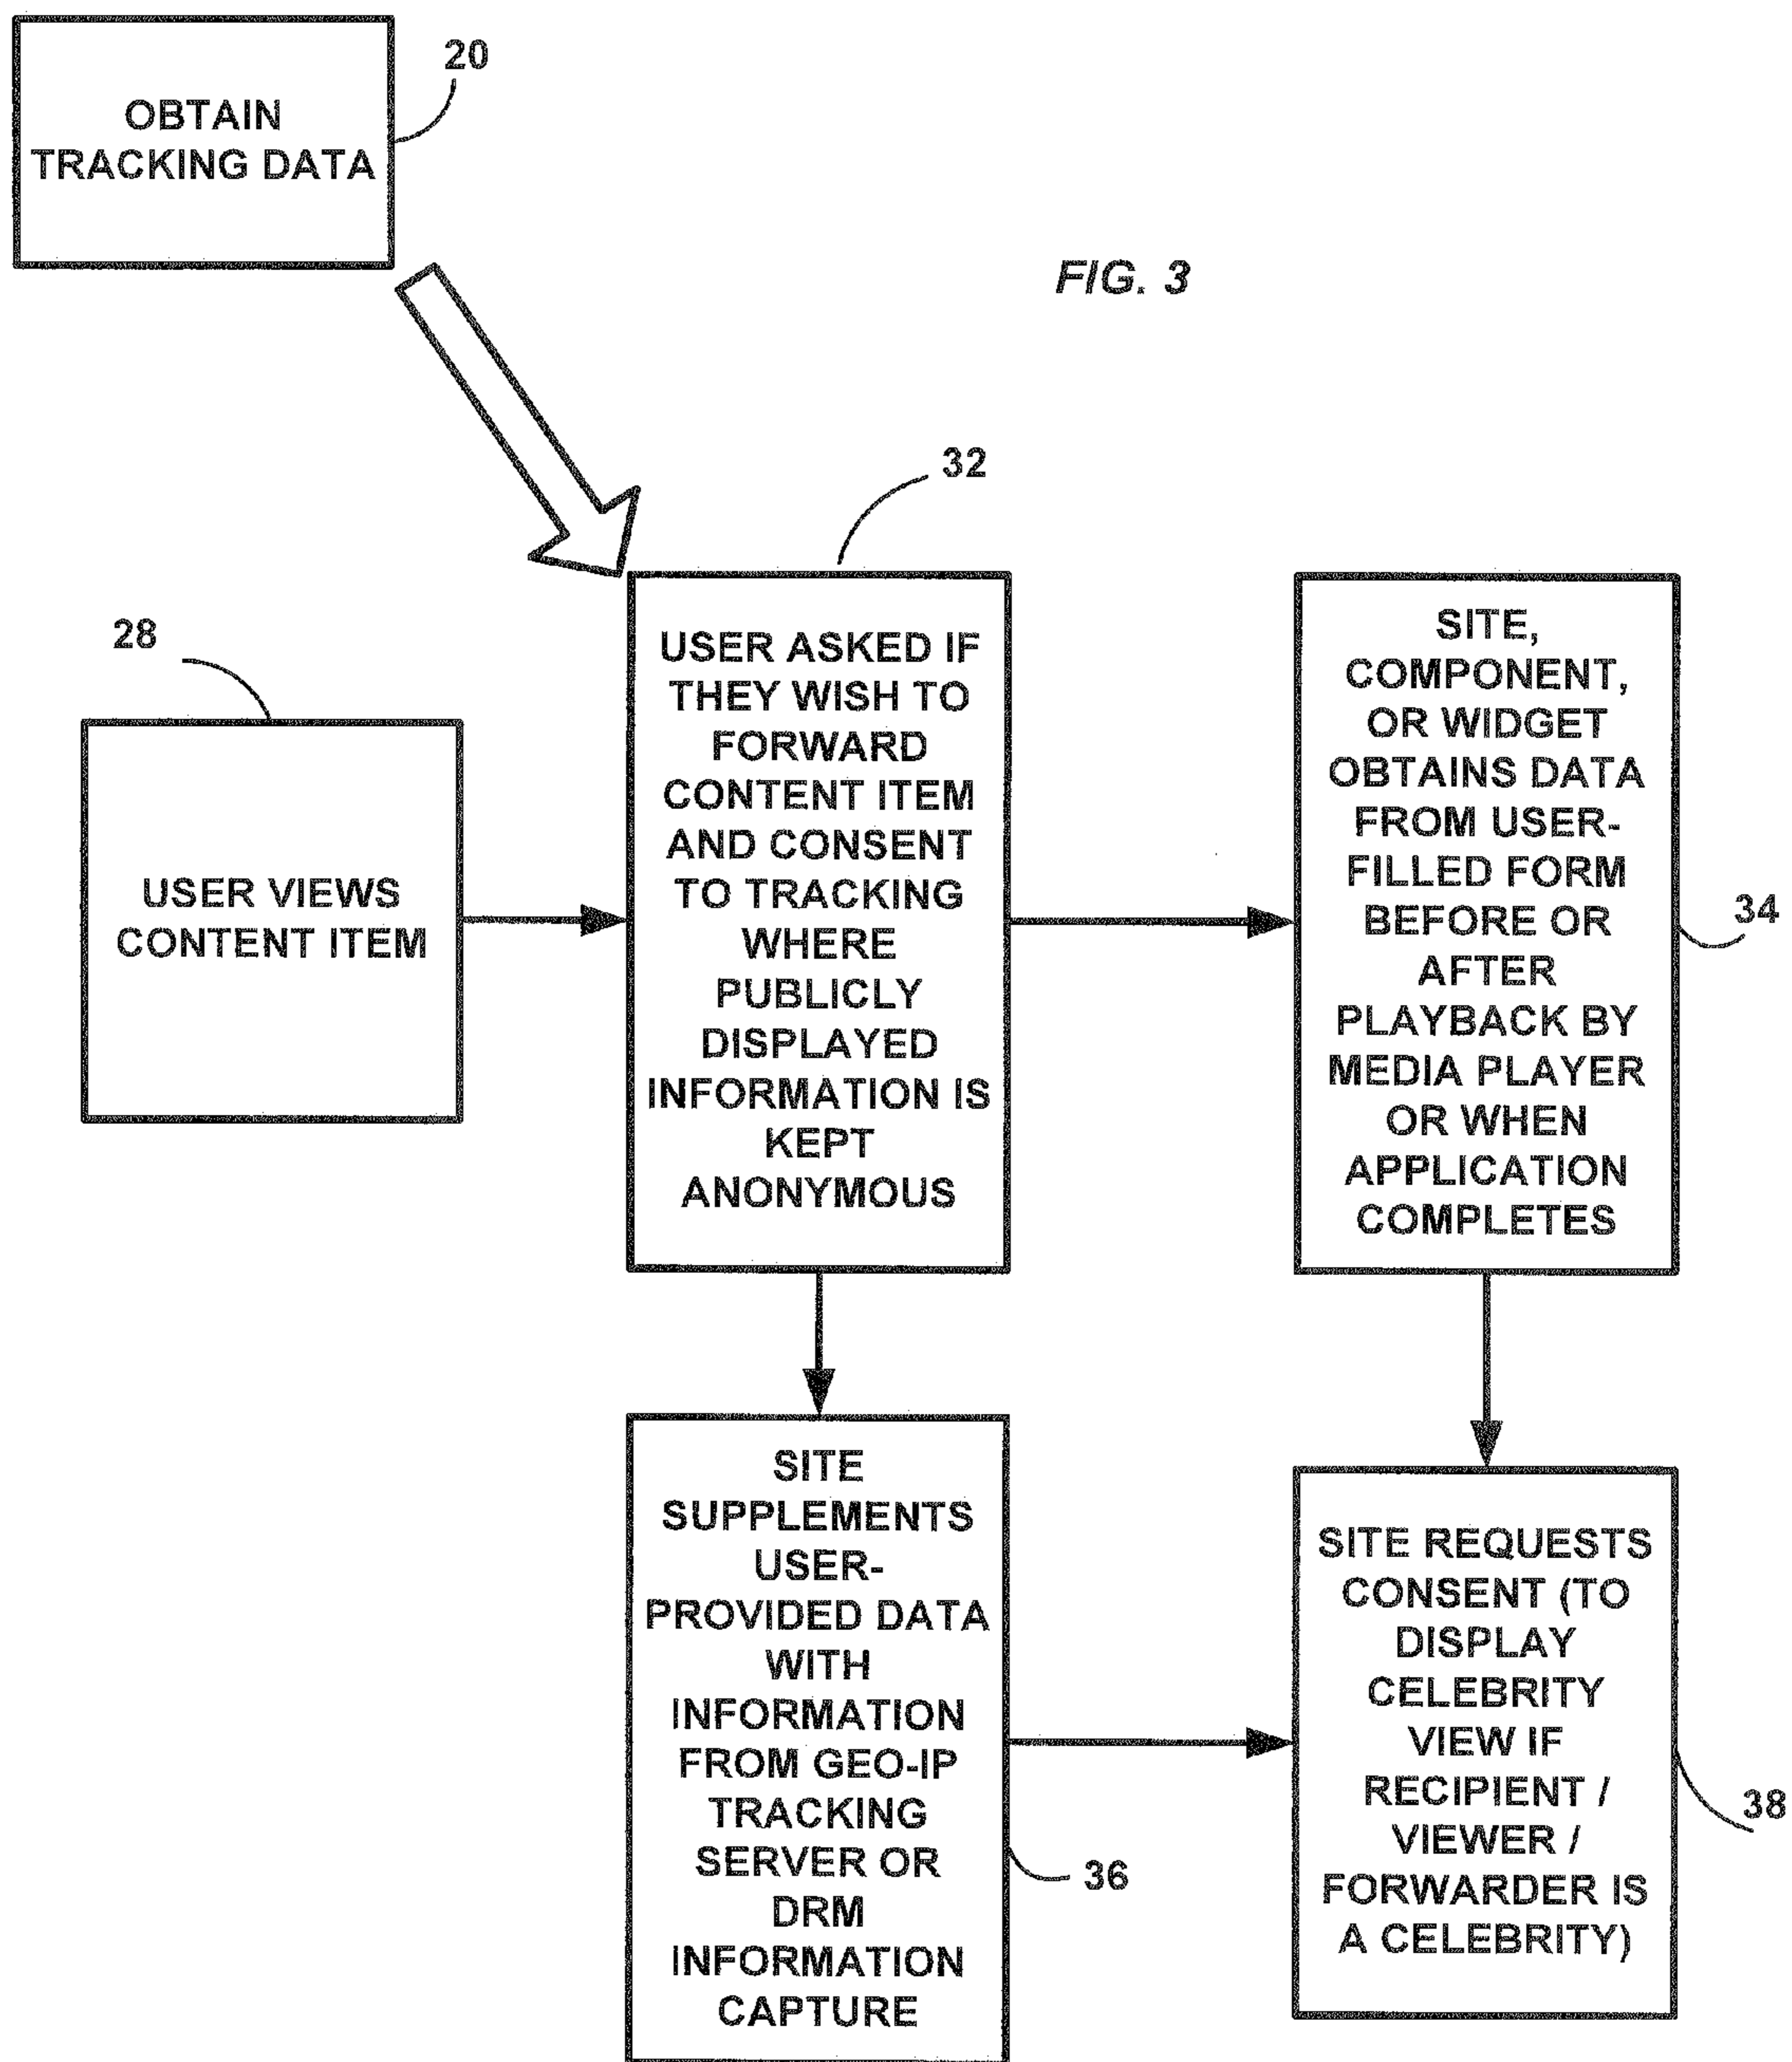 20
OBTAIN
TRACKING DATA
FIG. 3
32
28
USER VIEWS
CONTENT ITEM
USER ASKED IF
THEY WISH TO
FORWARD
CONTENT ITEM
AND CONSENT
TO TRACKING
WHERE
PUBLICLY
DISPLAYED
INFORMATION IS
KEPT
ANONYMOUS
SITE,
COMPONENT,
OR WIDGET
OBTAINS DATA
FROM USER-
FILLED FORM
BEFORE OR
AFTER
PLAYBACK BY
MEDIA PLAYER
OR WHEN
APPLICATION
COMPLETES
34
SITE
SUPPLEMENTS
USER-
PROVIDED DATA
WITH
INFORMATION
FROM GEO-IP
TRACKING
SERVER OR
DRM
INFORMATION
CAPTURE
36
SITE REQUESTS
CONSENT (TO
DISPLAY
CELEBRITY
VIEW IF
RECIPIENT /
VIEWER /
FORWARDER IS
A CELEBRITY)
38